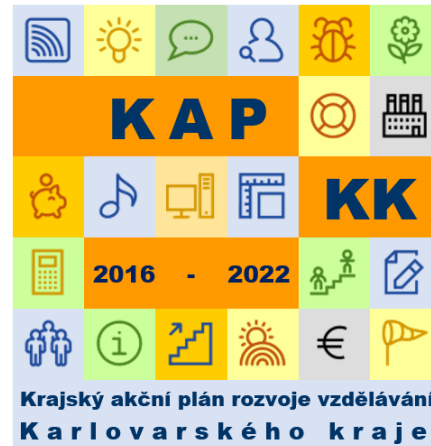 KAP
KK
2016 - 2022
Krajský akční plán rozvoje vzdělávání
Karlovarského kraje